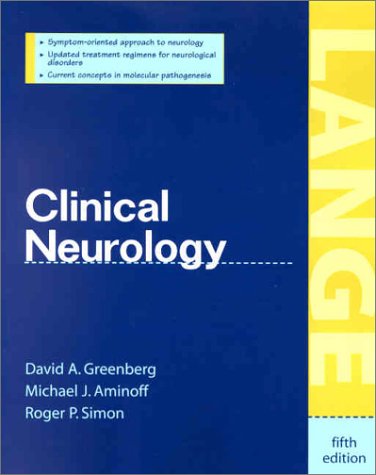 ▸ Symptom-oriented approach to neurology
▸ Updated treatment regimens for neurological
disorders
▸ Current concepts in molecular pathogenesis
LANGE
Clinical
Neurology
David A. Greenberg
Michael J. Aminoff
Roger P. Simon
fifth
edition